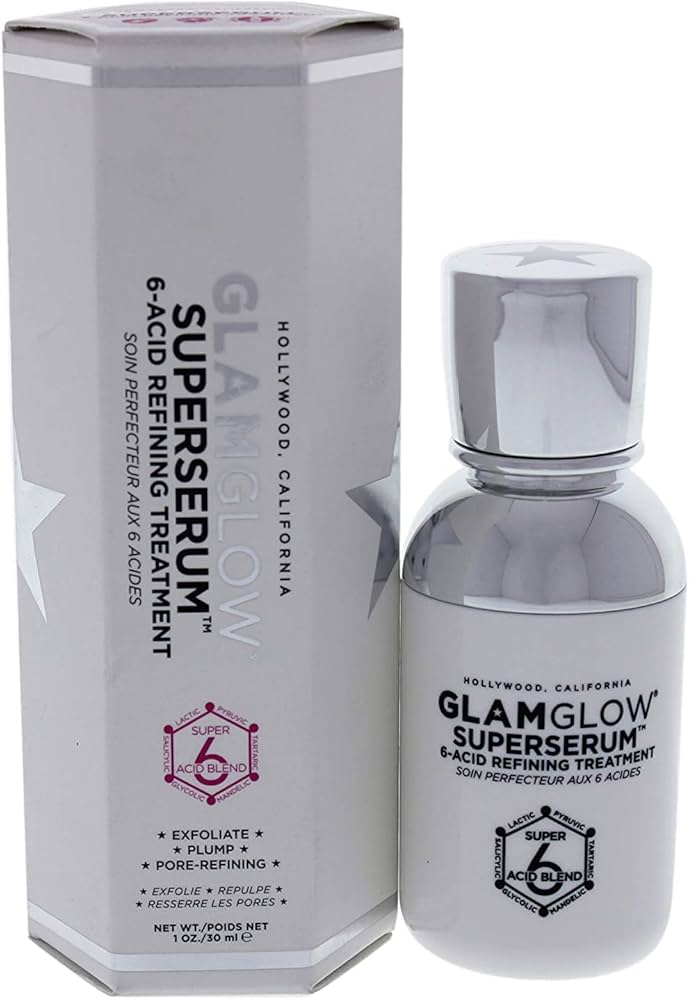 HOLLYWOOD, CALIFORNIA
GLAMGLOW®
SUPERSERUM™
6-ACID REFINING TREATMENT
SOIN PERFECTEUR AUX 6 ACIDES
LACTIC
PYRUVIC
TARTARIC
MANDELIC
GLYCOLIC
SALICYLIC
SUPER
6
ACID BLEND
★ EXFOLIATE ★
★ PLUMP ★
★ PORE-REFINING ★
★ EXFOLIE ★ REPULPE ★
★ RESSERRE LES PORES ★
NET WT./POIDS NET
1 OZ./30 ml ℮
HOLLYWOOD, CALIFORNIA
GLAMGLOW®
SUPERSERUM™
6-ACID REFINING TREATMENT
SOIN PERFECTEUR AUX 6 ACIDES
LACTIC
PYRUVIC
TARTARIC
MANDELIC
GLYCOLIC
SALICYLIC
SUPER
6
ACID BLEND